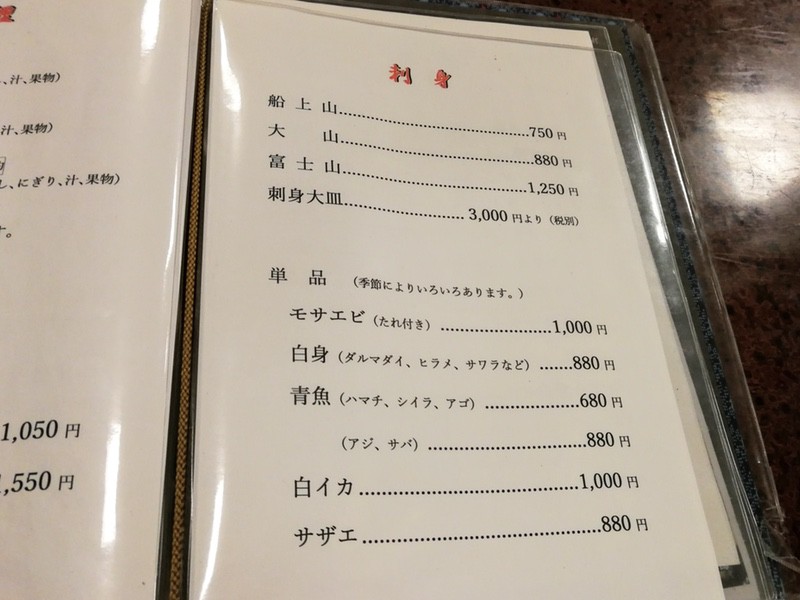 、汁、果物）
汁、果物）
し、にぎり、汁、果物）
す。
1,050 円
1,550 円
刺身
船上山 750円
大山 880円
富士山 1,250円
刺身大皿 3,000円より（税別）
単品 （季節によりいろいろあります。）
モサエビ（たれ付き） 1,000円
白身（ダルマダイ、ヒラメ、サワラなど） 880円
青魚（ハマチ、シイラ、アゴ） 680円
（アジ、サバ） 880円
白イカ 1,000円
サザエ 880円